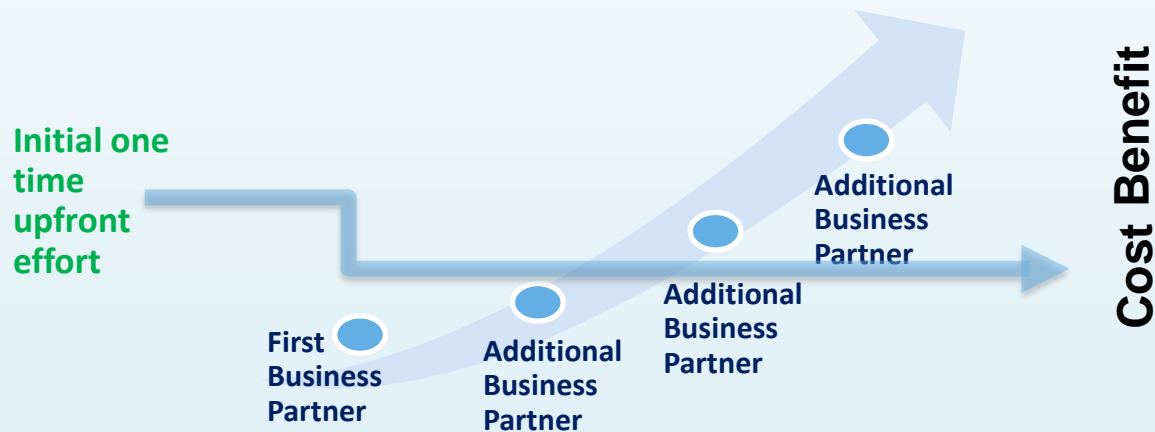 Initial one
time
upfront
effort
First
Business
Partner
Additional
Business
Partner
Additional
Business
Partner
Additional
Business
Partner
Cost Benefit